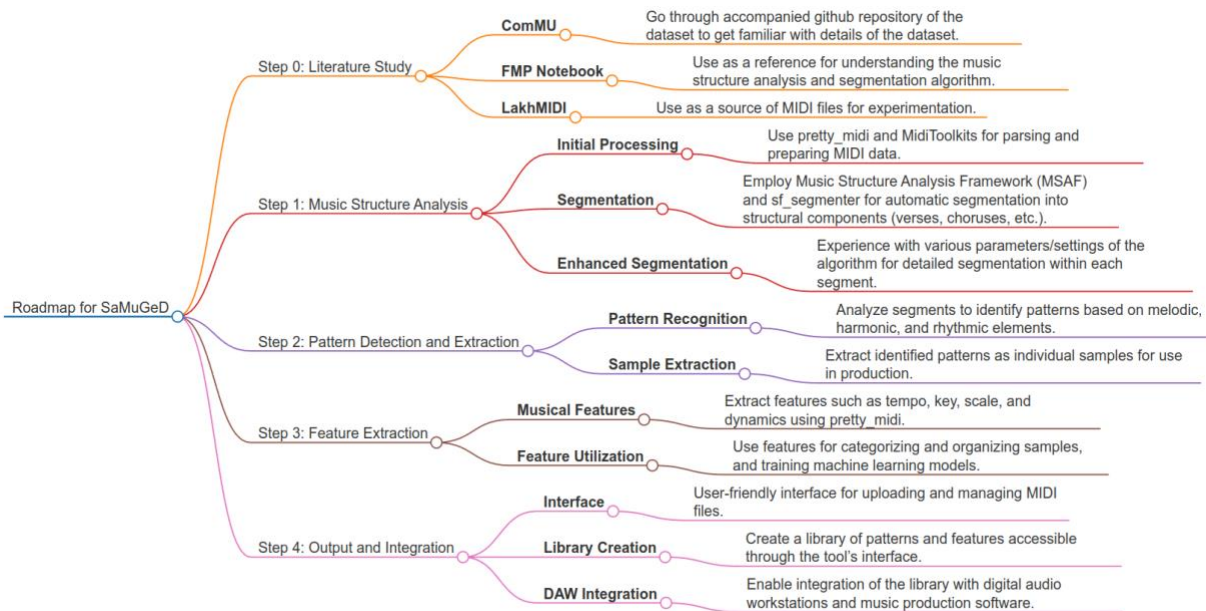 Roadmap for SaMuGeD
Step 0: Literature Study
ComMU
Go through accompanied github repository of the
dataset to get familiar with details of the dataset.
FMP Notebook
Use as a reference for understanding the music
structure analysis and segmentation algorithm.
LakhMIDI
Use as a source of MIDI files for experimentation.
Step 1: Music Structure Analysis
Initial Processing
Use pretty_midi and MidiToolkits for parsing and
preparing MIDI data.
Segmentation
Employ Music Structure Analysis Framework (MSAF)
and sf_segmenter for automatic segmentation into
structural components (verses, choruses, etc.).
Enhanced Segmentation
Experience with various parameters/settings of the
algorithm for detailed segmentation within each
segment.
Step 2: Pattern Detection and Extraction
Pattern Recognition
Analyze segments to identify patterns based on melodic,
harmonic, and rhythmic elements.
Sample Extraction
Extract identified patterns as individual samples for use
in production.
Step 3: Feature Extraction
Musical Features
Extract features such as tempo, key, scale, and
dynamics using pretty_midi.
Feature Utilization
Use features for categorizing and organizing samples,
and training machine learning models.
Step 4: Output and Integration
Interface
User-friendly interface for uploading and managing MIDI
files.
Library Creation
Create a library of patterns and features accessible
through the tool's interface.
DAW Integration
Enable integration of the library with digital audio
workstations and music production software.